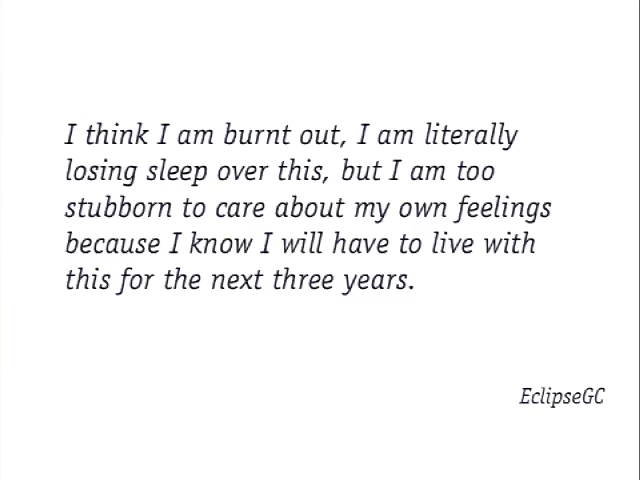 I think I am burnt out, I am literally
losing sleep over this, but I am too
stubborn to care about my own feelings
because I know I will have to live with
this for the next three years.
EclipseGC